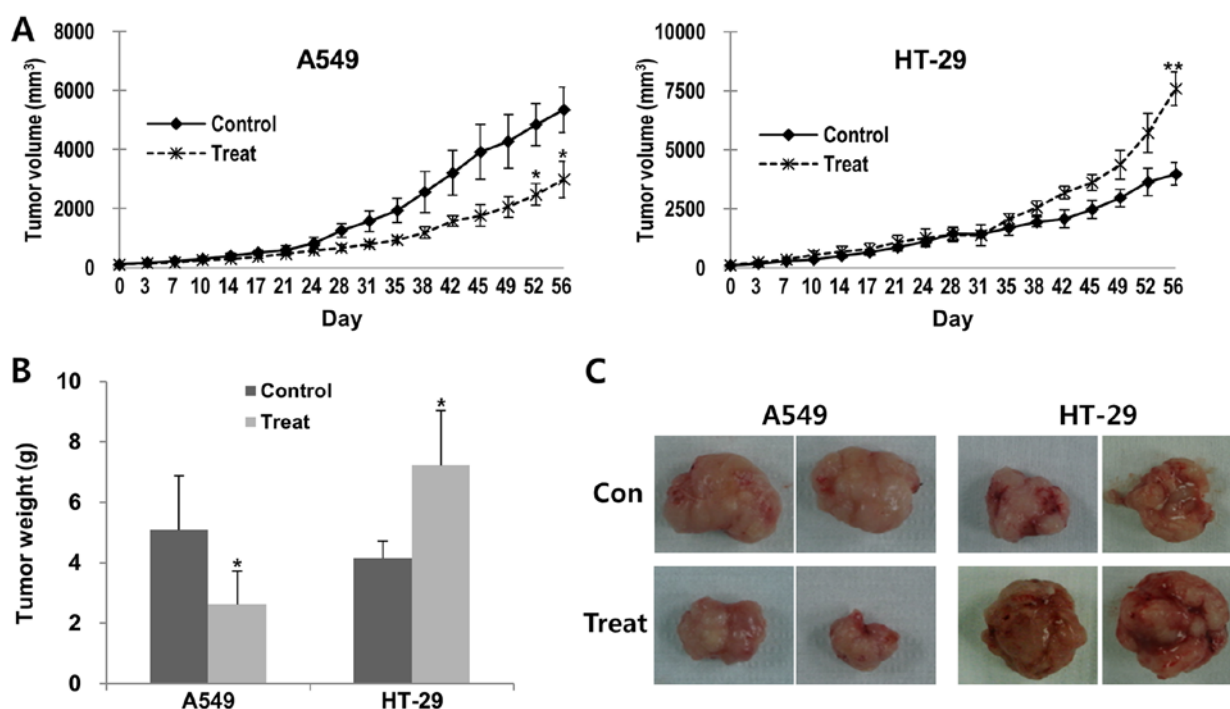 A
A549
Tumor volume (mm³)
8000
6000
4000
2000
0
Control
Treat
*
*
0 3 7 10 14 17 21 24 28 31 35 38 42 45 49 52 56
Day
HT-29
Tumor volume (mm³)
10000
7500
5000
2500
0
Control
Treat
**
0 3 7 10 14 17 21 24 28 31 35 38 42 45 49 52 56
Day
B
Tumor weight (g)
10
8
6
4
2
0
Control
Treat
*
*
A549 HT-29
C
A549 HT-29
Con
Treat